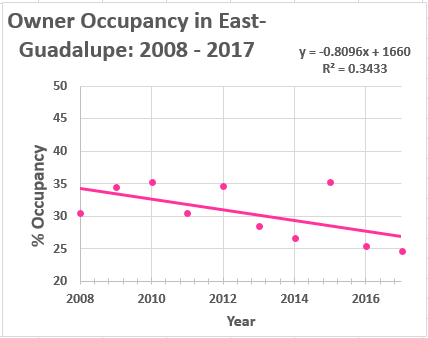 Owner Occupancy in East-
Guadalupe: 2008 - 2017
y = -0.8096x + 1660
R² = 0.3433
50
45
40
35
30
25
20
% Occupancy
2008 2010 2012 2014 2016
Year